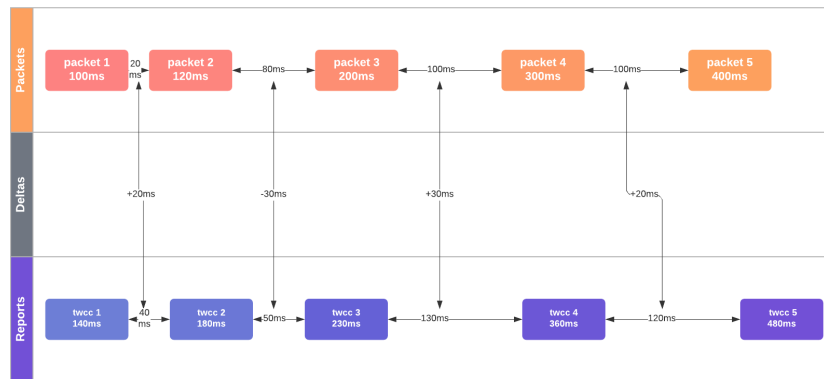 Packets
packet 1
100ms
20
ms
packet 2
120ms
80ms
packet 3
200ms
100ms
packet 4
300ms
100ms
packet 5
400ms
Deltas
+20ms
-30ms
+30ms
+20ms
Reports
twcc 1
140ms
40
ms
twcc 2
180ms
50ms
twcc 3
230ms
130ms
twcc 4
360ms
120ms
twcc 5
480ms